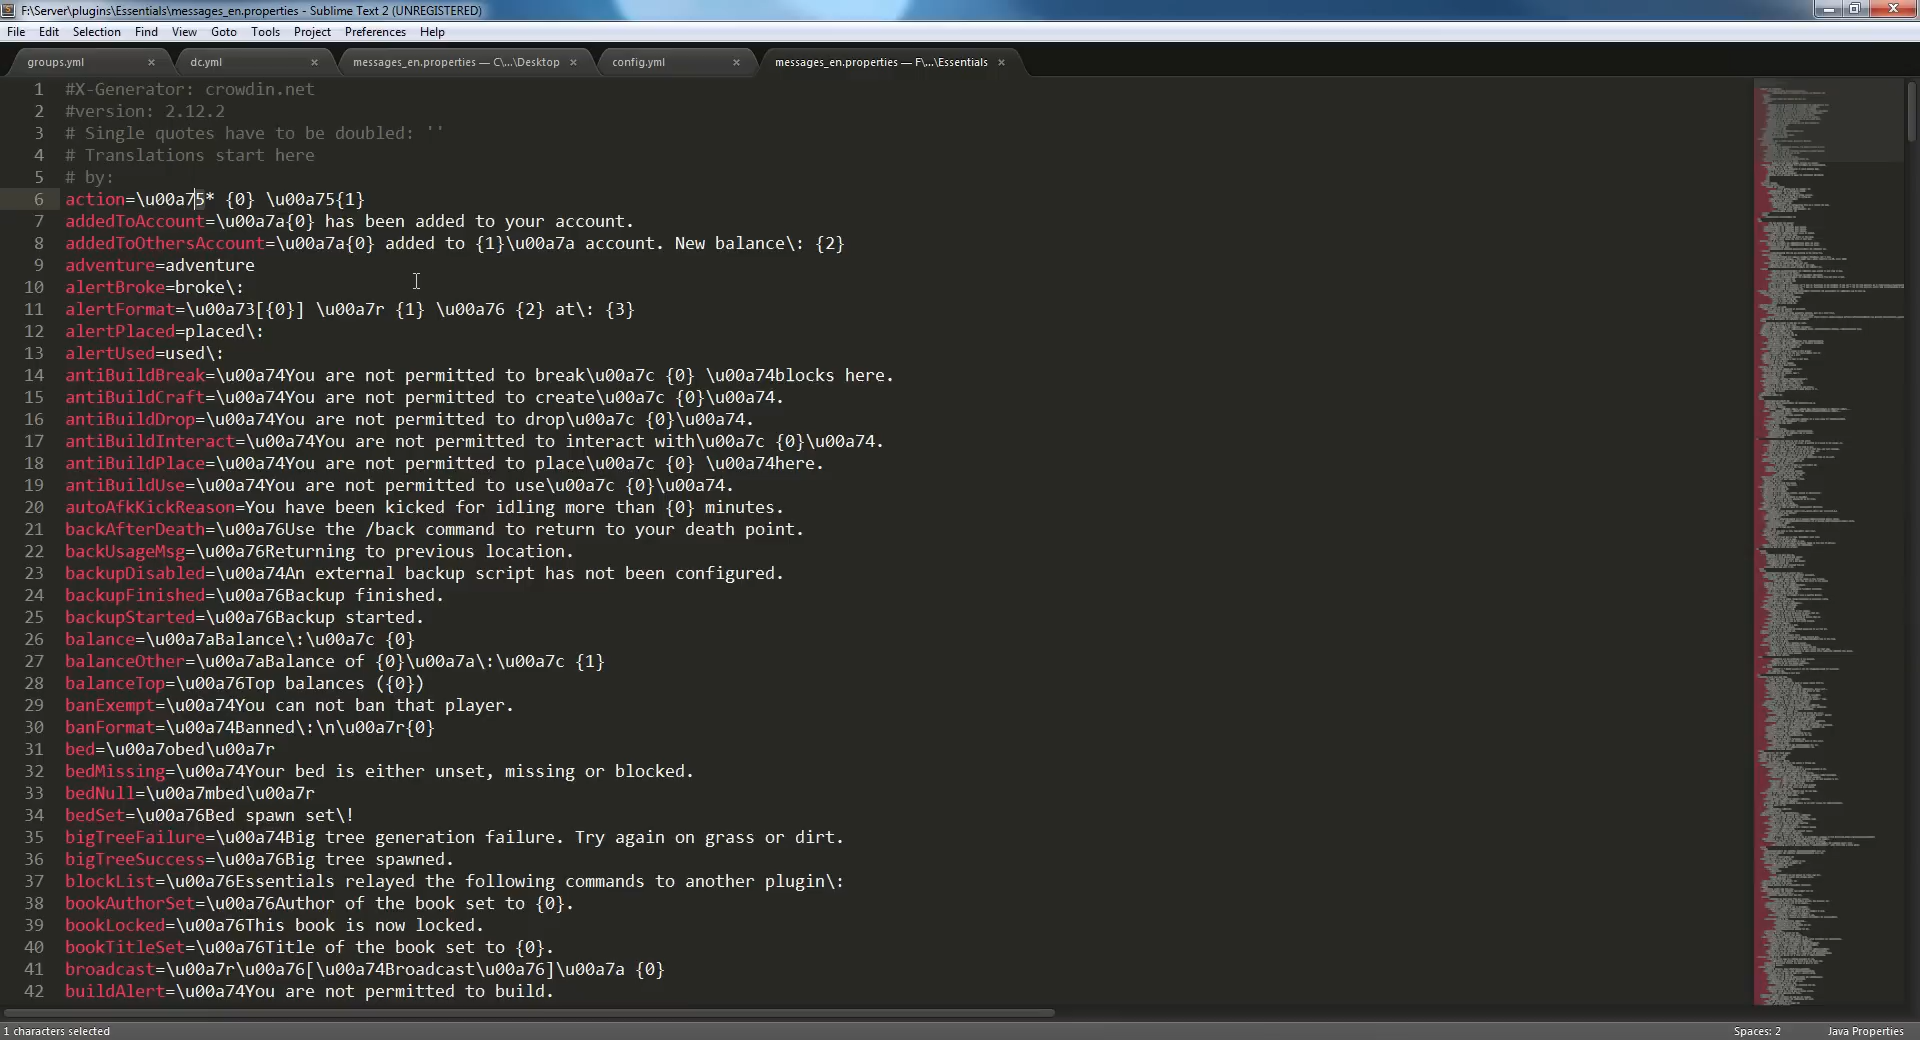 F:\Server\plugins\Essentials\messages_en.properties - Sublime Text 2 (UNREGISTERED)
File Edit Selection Find View Goto Tools Project Preferences Help
groups.yml × dc.yml × messages_en.properties — C\...\Desktop × config.yml × messages_en.properties — F\...\Essentials ×
1 #X-Generator: crowdin.net
2 #version: 2.12.2
3 # Single quotes have to be doubled: ''
4 # Translations start here
5 # by:
6 action=\u00a75* {0} \u00a75{1}
7 addedToAccount=\u00a7a{0} has been added to your account.
8 addedToOthersAccount=\u00a7a{0} added to {1}\u00a7a account. New balance\: {2}
9 adventure=adventure
10 alertBroke=broke\:
11 alertFormat=\u00a73[{0}] \u00a7r {1} \u00a76 {2} at\: {3}
12 alertPlaced=placed\:
13 alertUsed=used\:
14 antiBuildBreak=\u00a74You are not permitted to break\u00a7c {0} \u00a74blocks here.
15 antiBuildCraft=\u00a74You are not permitted to create\u00a7c {0}\u00a74.
16 antiBuildDrop=\u00a74You are not permitted to drop\u00a7c {0}\u00a74.
17 antiBuildInteract=\u00a74You are not permitted to interact with\u00a7c {0}\u00a74.
18 antiBuildPlace=\u00a74You are not permitted to place\u00a7c {0} \u00a74here.
19 antiBuildUse=\u00a74You are not permitted to use\u00a7c {0}\u00a74.
20 autoAfkKickReason=You have been kicked for idling more than {0} minutes.
21 backAfterDeath=\u00a76Use the /back command to return to your death point.
22 backUsageMsg=\u00a76Returning to previous location.
23 backupDisabled=\u00a74An external backup script has not been configured.
24 backupFinished=\u00a76Backup finished.
25 backupStarted=\u00a76Backup started.
26 balance=\u00a7aBalance\:\u00a7c {0}
27 balanceOther=\u00a7aBalance of {0}\u00a7a\:\u00a7c {1}
28 balanceTop=\u00a76Top balances ({0})
29 banExempt=\u00a74You can not ban that player.
30 banFormat=\u00a74Banned\:\n\u00a7r{0}
31 bed=\u00a7obed\u00a7r
32 bedMissing=\u00a74Your bed is either unset, missing or blocked.
33 bedNull=\u00a7mbed\u00a7r
34 bedSet=\u00a76Bed spawn set\!
35 bigTreeFailure=\u00a74Big tree generation failure. Try again on grass or dirt.
36 bigTreeSuccess=\u00a76Big tree spawned.
37 blockList=\u00a76Essentials relayed the following commands to another plugin\:
38 bookAuthorSet=\u00a76Author of the book set to {0}.
39 bookLocked=\u00a76This book is now locked.
40 bookTitleSet=\u00a76Title of the book set to {0}.
41 broadcast=\u00a7r\u00a76[\u00a74Broadcast\u00a76]\u00a7a {0}
42 buildAlert=\u00a74You are not permitted to build.
1 characters selected Spaces: 2 Java Properties